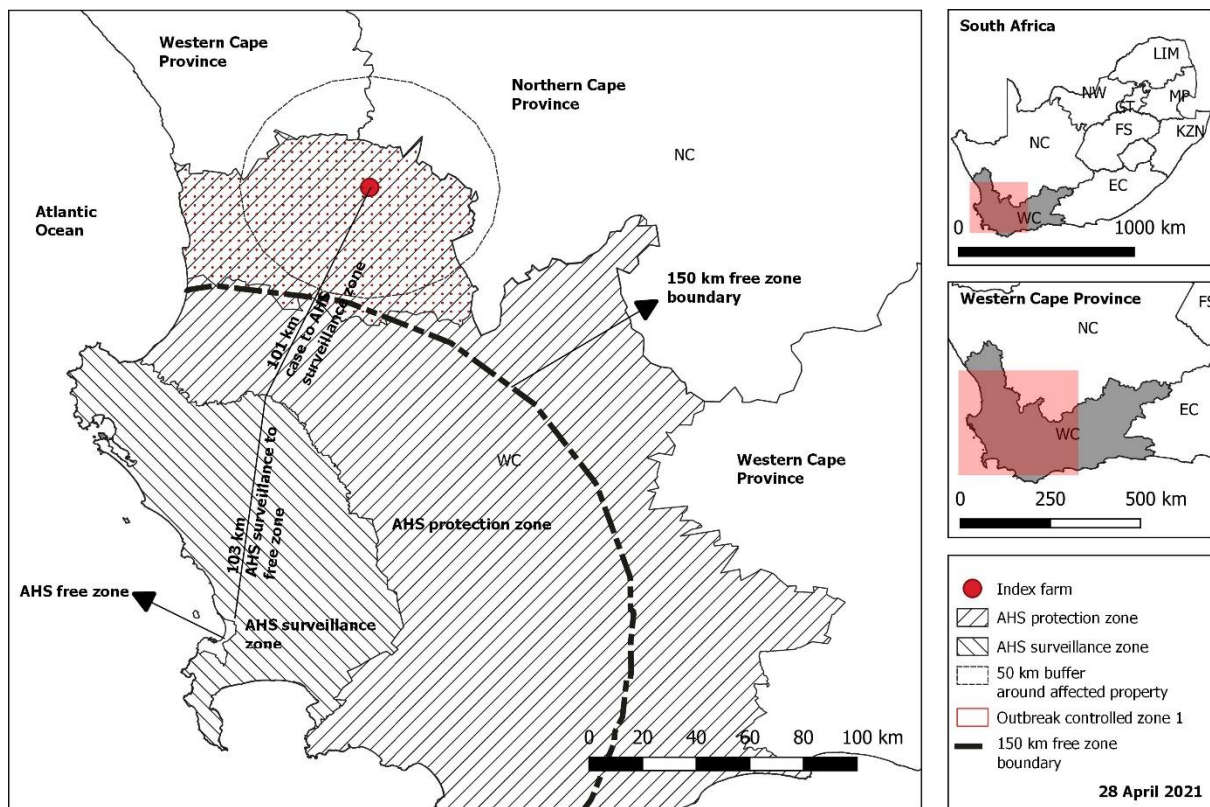 Western Cape
Province
Northern Cape
Province
NC
Atlantic
Ocean
150 km free zone
boundary
101 km
case to AHS
surveillance zone
WC
Western Cape
Province
AHS protection zone
103 km
AHS surveillance to
free zone
AHS free zone
AHS surveillance
zone
0 20 40 60 80 100 km
South Africa
LIM
NW
GT
MP
FS
KZN
NC
EC
WC
0 1000 km
Western Cape Province
FS
NC
EC
WC
0 250 500 km
Index farm
AHS protection zone
AHS surveillance zone
50 km buffer
around affected property
Outbreak controlled zone 1
150 km free zone
boundary
28 April 2021